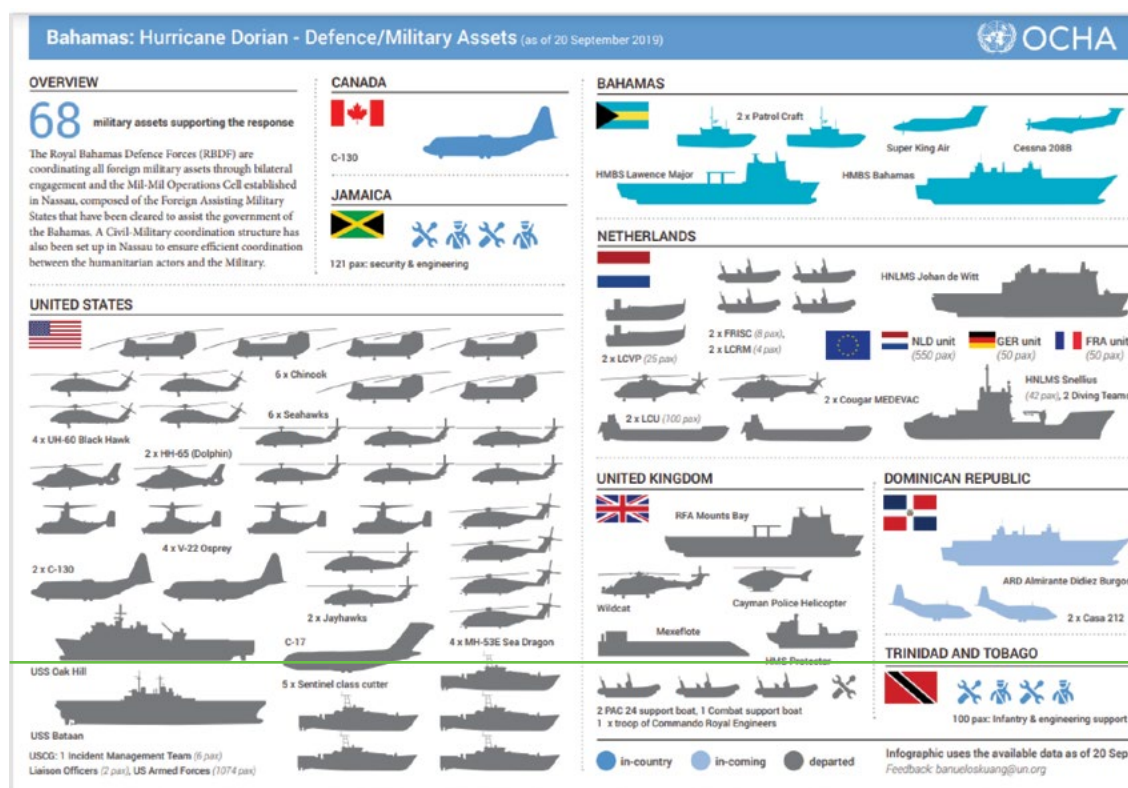 Bahamas: Hurricane Dorian - Defence/Military Assets (as of 20 September 2019)
OCHA
OVERVIEW
68 military assets supporting the response
The Royal Bahamas Defence Forces (RBDF) are
coordinating all foreign military assets through bilateral
engagement and the Mil-Mil Operations Cell established
in Nassau, composed of the Foreign Assisting Military
States that have been cleared to assist the government of
the Bahamas. A Civil-Military coordination structure has
also been set up in Nassau to ensure efficient coordination
between the humanitarian actors and the Military.
CANADA
C-130
JAMAICA
121 pax: security & engineering
BAHAMAS
2 x Patrol Craft
Super King Air
Cessna 208B
HMBS Lawence Major
HMBS Bahamas
NETHERLANDS
HNLMS Johan de Witt
2 x LCVP (25 pax)
2 x FRISC (8 pax),
2 x LCRM (4 pax)
NLD unit
(550 pax)
GER unit
(50 pax)
FRA unit
(50 pax)
2 x Cougar MEDEVAC
HNLMS Snellius
(42 pax), 2 Diving Teams
2 x LCU (100 pax)
UNITED STATES
6 x Chinook
6 x Seahawks
4 x UH-60 Black Hawk
2 x HH-65 (Dolphin)
4 x V-22 Osprey
2 x C-130
2 x Jayhawks
C-17
4 x MH-53E Sea Dragon
USS Oak Hill
5 x Sentinel class cutter
USS Bataan
USCG: 1 Incident Management Team (6 pax)
Liaison Officers (2 pax), US Armed Forces (1074 pax)
UNITED KINGDOM
RFA Mounts Bay
Wildcat
Cayman Police Helicopter
Mexeflote
HMS Protector
2 PAC 24 support boat, 1 Combat support boat
1 x troop of Commando Royal Engineers
DOMINICAN REPUBLIC
ARD Almirante Didiez Burgos
2 x Casa 212
TRINIDAD AND TOBAGO
100 pax: Infantry & engineering support
in-country
in-coming
departed
Infographic uses the available data as of 20 Sep
Feedback: banueloskuang@un.org